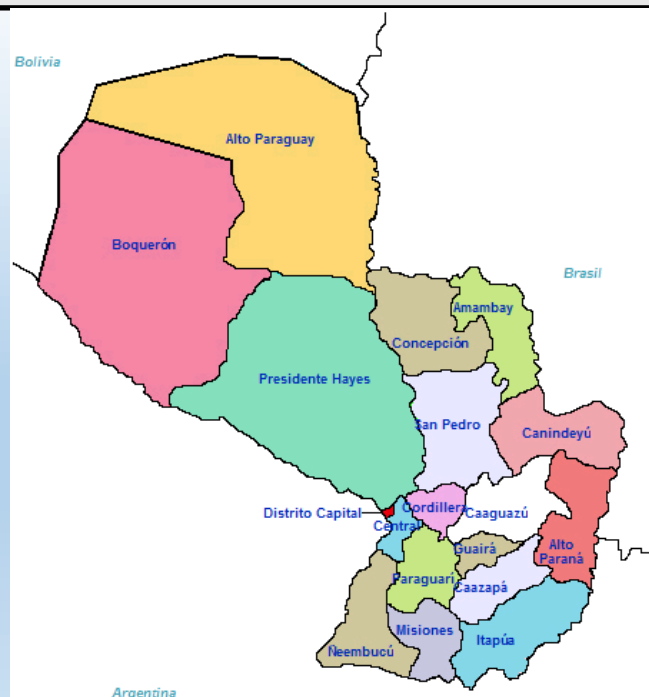 Bolivia
Alto Paraguay
Boquerón
Brasil
Amambay
Concepción
Presidente Hayes
San Pedro
Canindeyú
Cordillera
Distrito Capital
Caaguazú
Central
Guairá
Alto
Paraná
Paraguarí
Caazapá
Misiones
Itapúa
Ñeembucú
Argentina